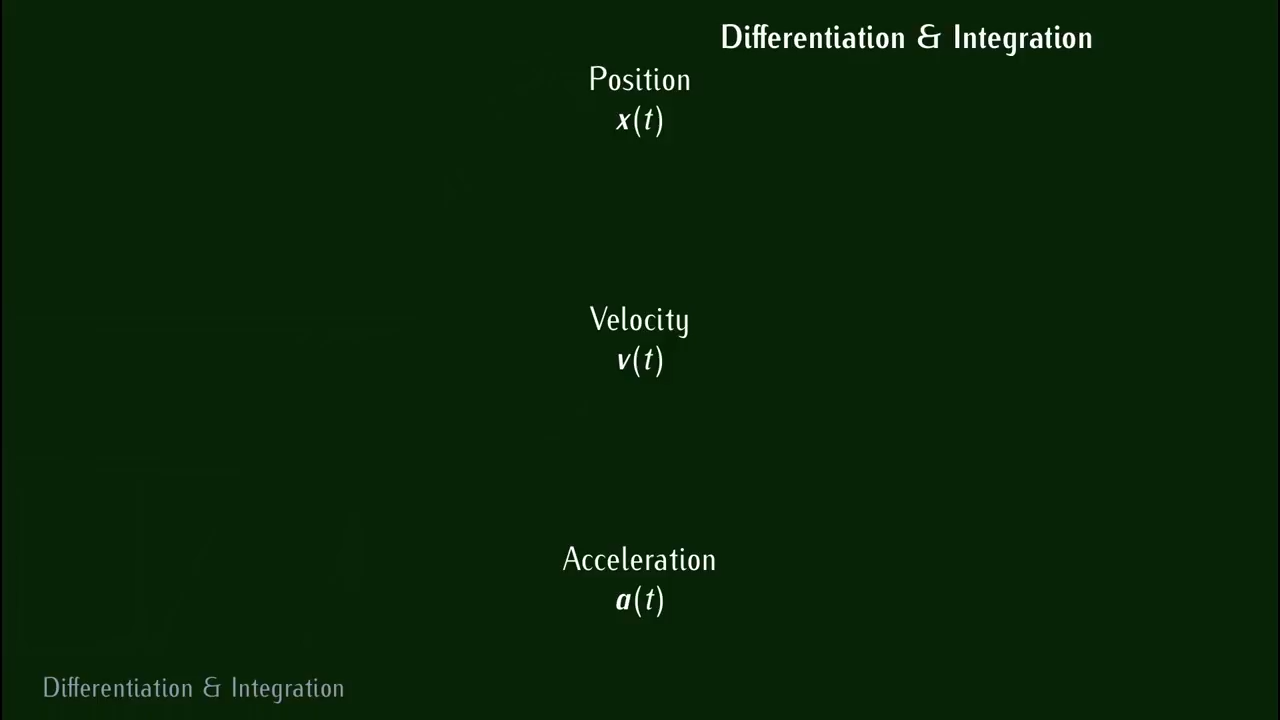 Differentiation & Integration
Position
x(t)
Velocity
v(t)
Acceleration
a(t)
Differentiation & Integration